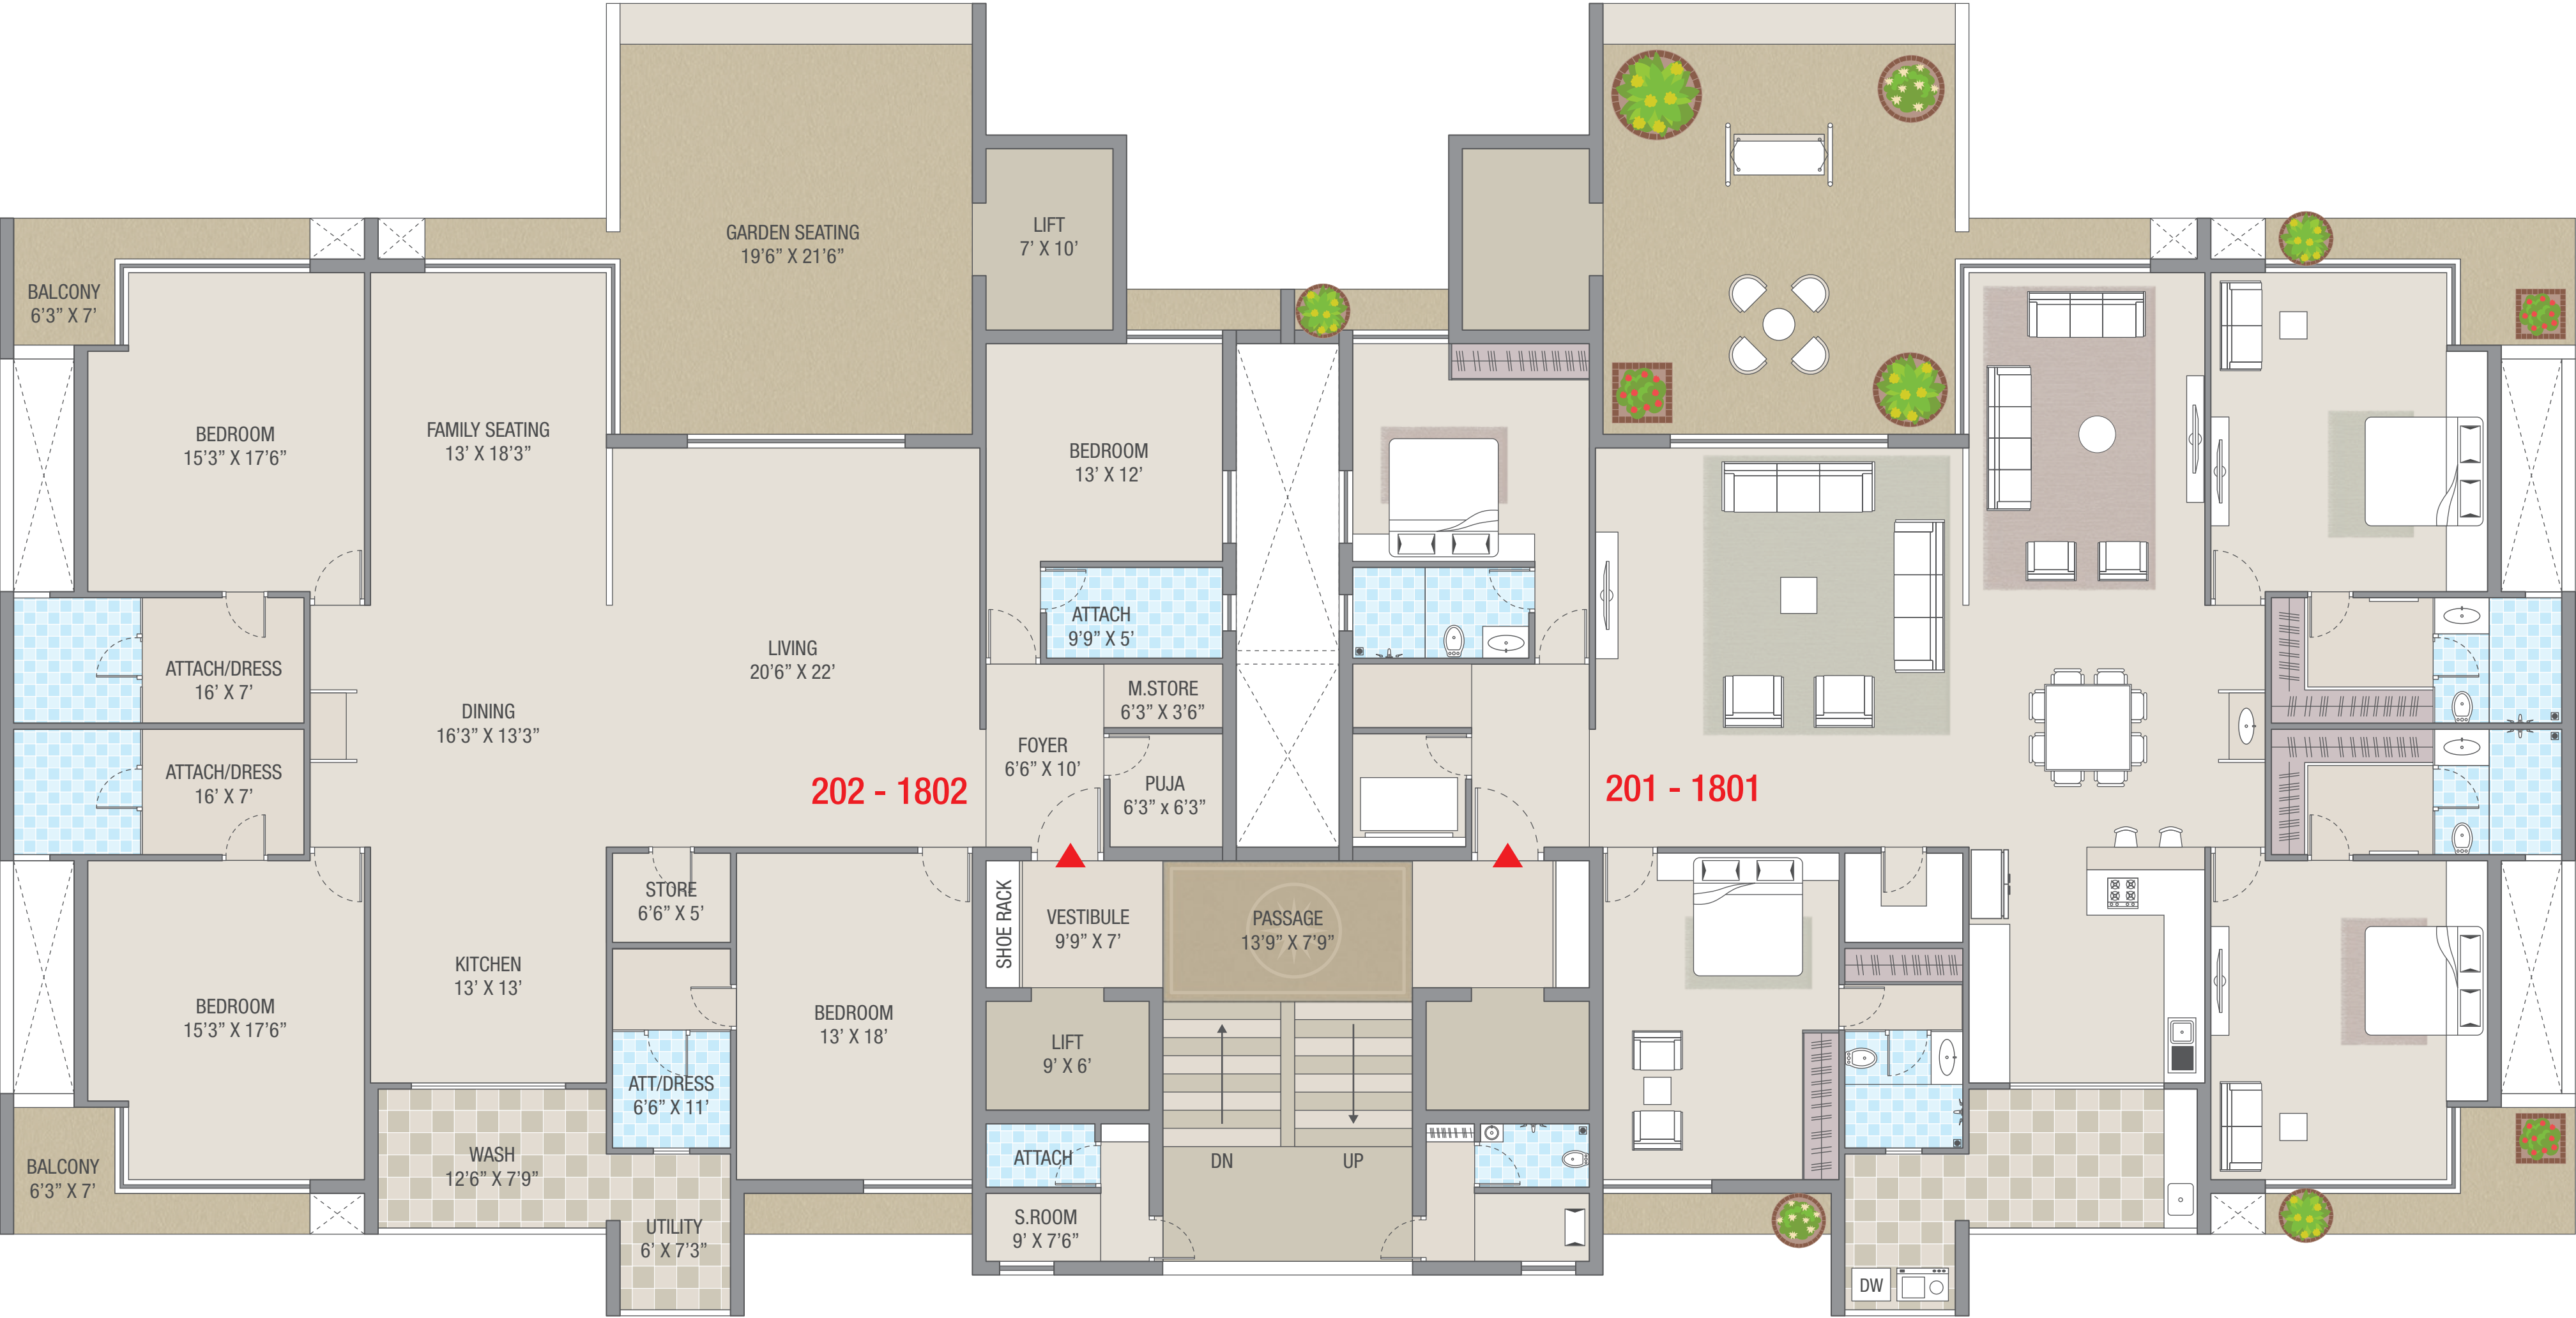 GARDEN SEATING
19'6” X 21'6”
LIFT
7’ X 10’
BALCONY
6’3” X 7’
BEDROOM
15’3” X 17’6”
FAMILY SEATING
13’ X 18’3”
BEDROOM
13’ X 12’
ATTACH
9’9” X 5’
LIVING
20’6” X 22’
ATTACH/DRESS
16’ X 7’
M.STORE
6’3” X 3’6”
DINING
16’3” X 13’3”
FOYER
6’6” X 10’
ATTACH/DRESS
16’ X 7’
PUJA
6’3” x 6’3”
202 - 1802
201 - 1801
STORE
6’6” X 5’
SHOE RACK
VESTIBULE
9’9” X 7’
PASSAGE
13’9” X 7’9”
KITCHEN
13’ X 13’
BEDROOM
15’3” X 17’6”
BEDROOM
13’ X 18’
LIFT
9’ X 6’
ATT/DRESS
6’6” X 11’
WASH
12’6” X 7’9”
ATTACH
DN
UP
BALCONY
6’3” X 7’
UTILITY
6’ X 7’3”
S.ROOM
9’ X 7’6”
DW